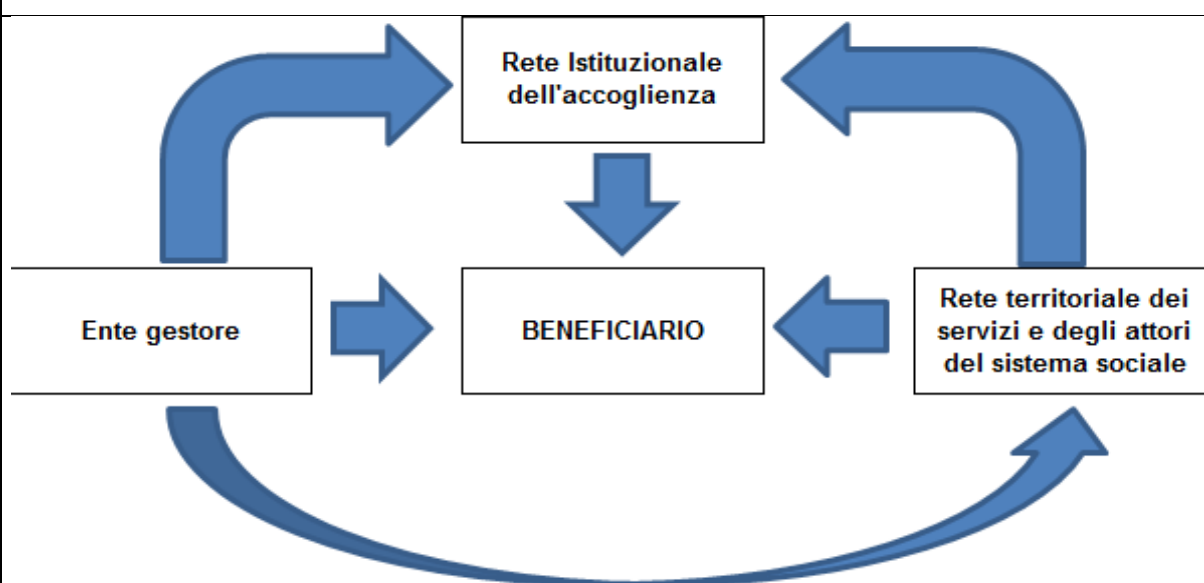 Rete Istituzionale
dell'accoglienza
Ente gestore
BENEFICIARIO
Rete territoriale dei
servizi e degli attori
del sistema sociale